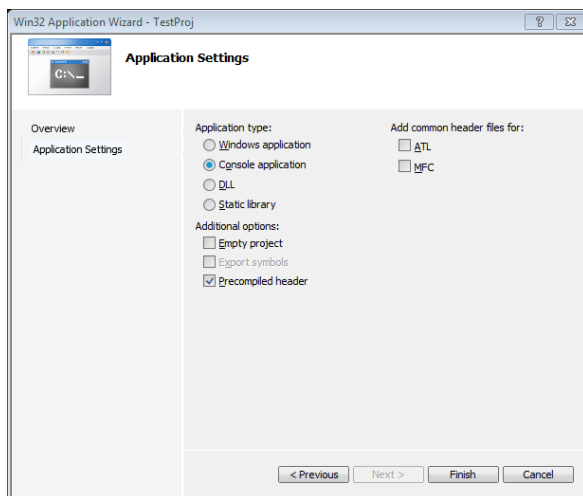 Win32 Application Wizard - TestProj
C:\_
Application Settings
Overview
Application Settings
Application type:
Windows application
Console application
DLL
Static library
Additional options:
Empty project
Export symbols
Precompiled header
Add common header files for:
ATL
MFC
< Previous
Next >
Finish
Cancel